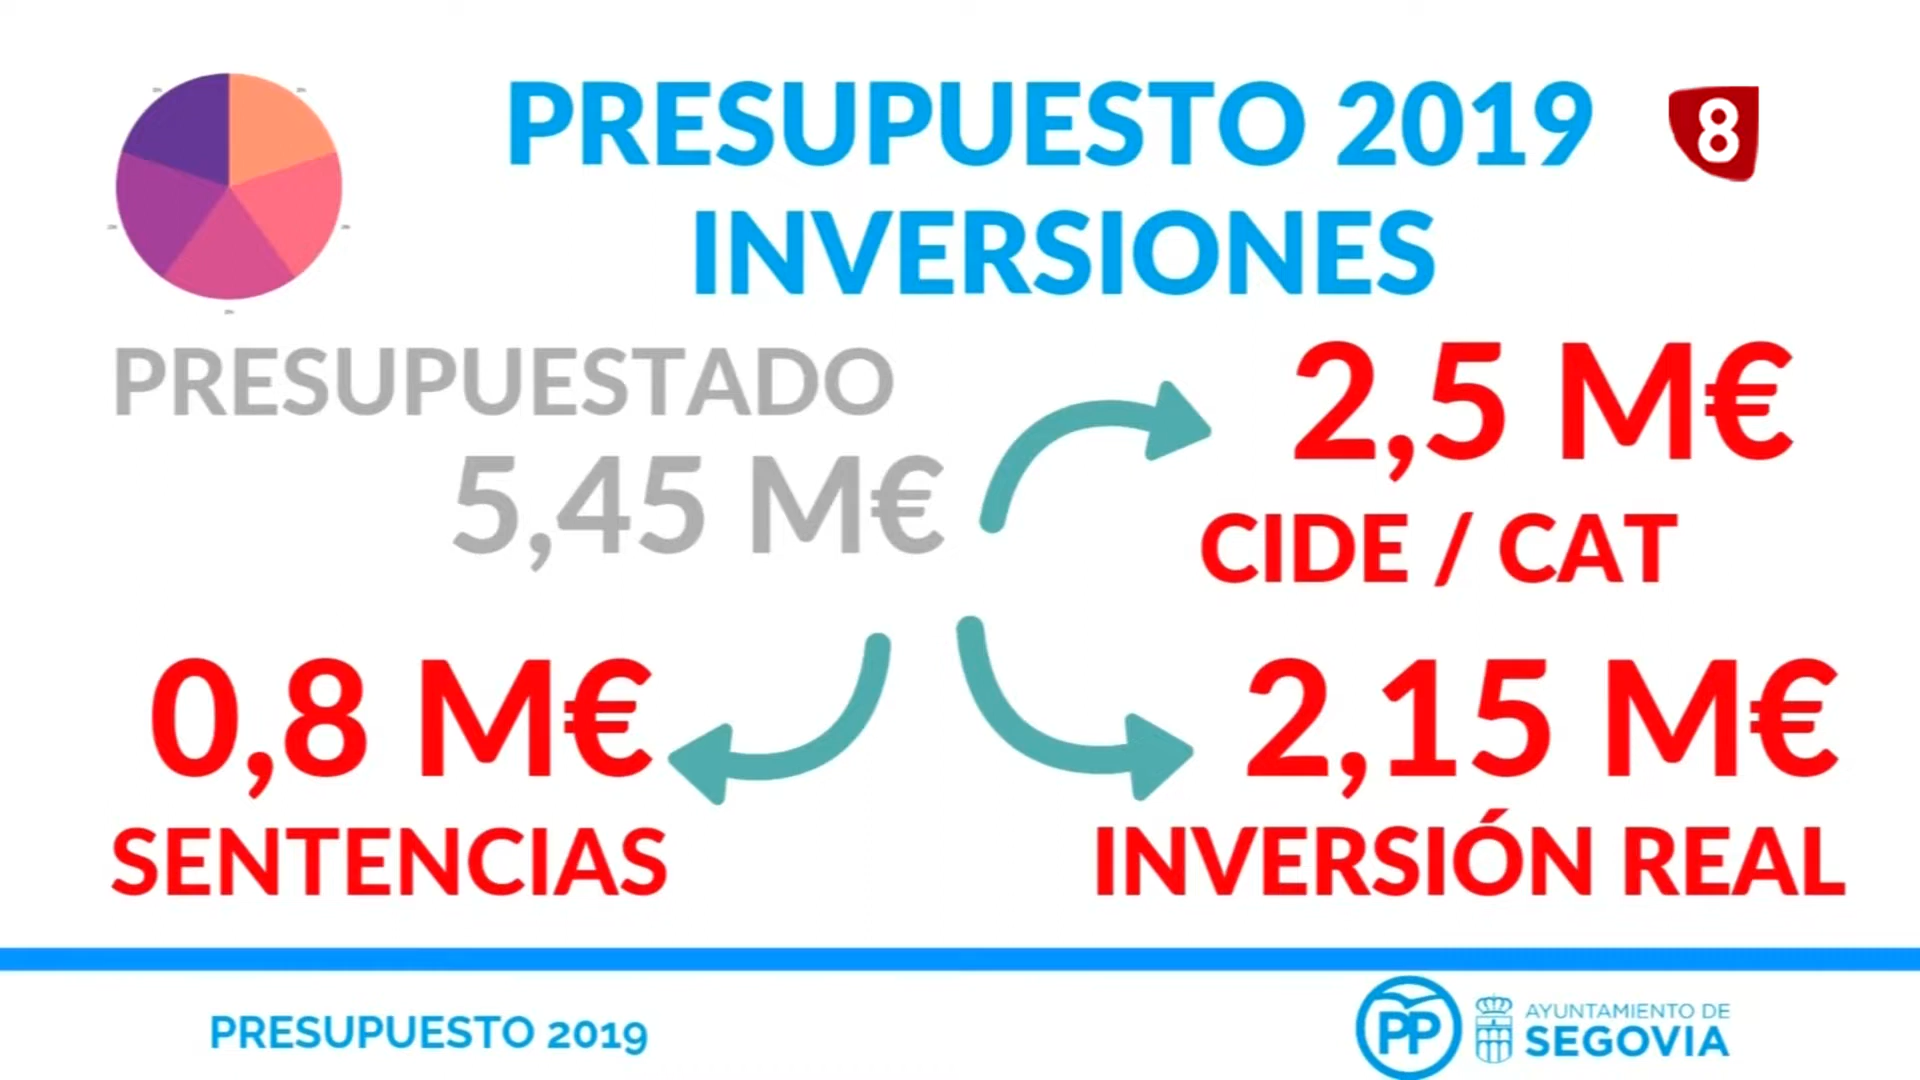 PRESUPUESTO 2019
8
INVERSIONES
PRESUPUESTADO
5,45 M€
2,5 M€
CIDE / CAT
0,8 M€
SENTENCIAS
2,15 M€
INVERSIÓN REAL
PRESUPUESTO 2019
PP
AYUNTAMIENTO DE
SEGOVIA